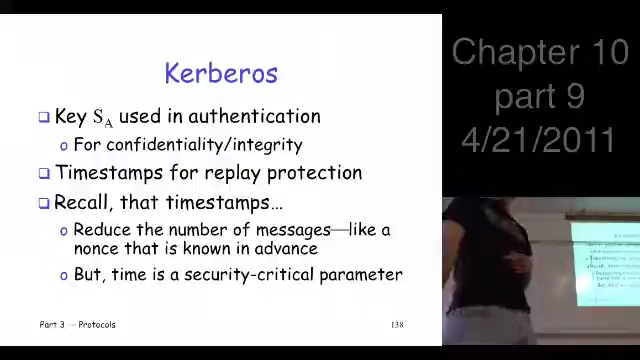 Kerberos
Key SA used in authentication
For confidentiality/integrity
Timestamps for replay protection
Recall, that timestamps…
Reduce the number of messages—like a
nonce that is known in advance
But, time is a security-critical parameter
Part 3 — Protocols
138
Chapter 10
part 9
4/21/2011